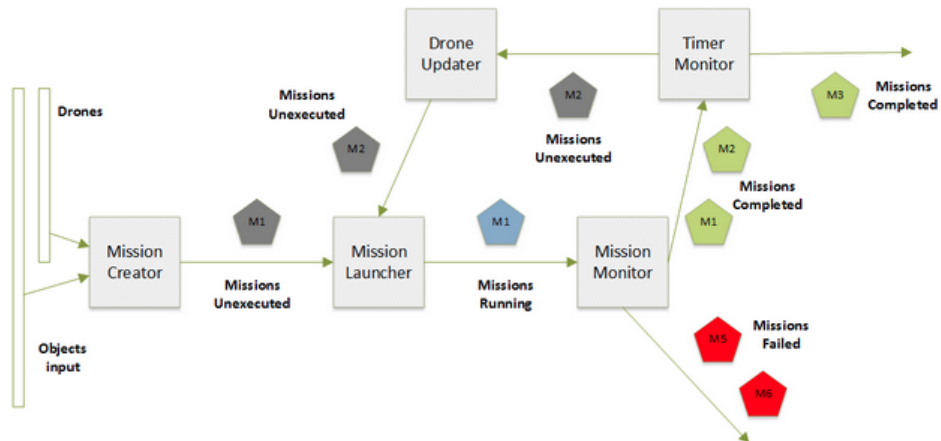 Drone
Updater
Timer
Monitor
M2
Missions
Unexecuted
M3
Missions
Completed
Drones
Missions
Unexecuted
M2
M2
Missions
Completed
M1
Mission
Creator
M1
Missions
Unexecuted
Mission
Launcher
M1
Missions
Running
Mission
Monitor
Objects
input
M5
Missions
Failed
M6